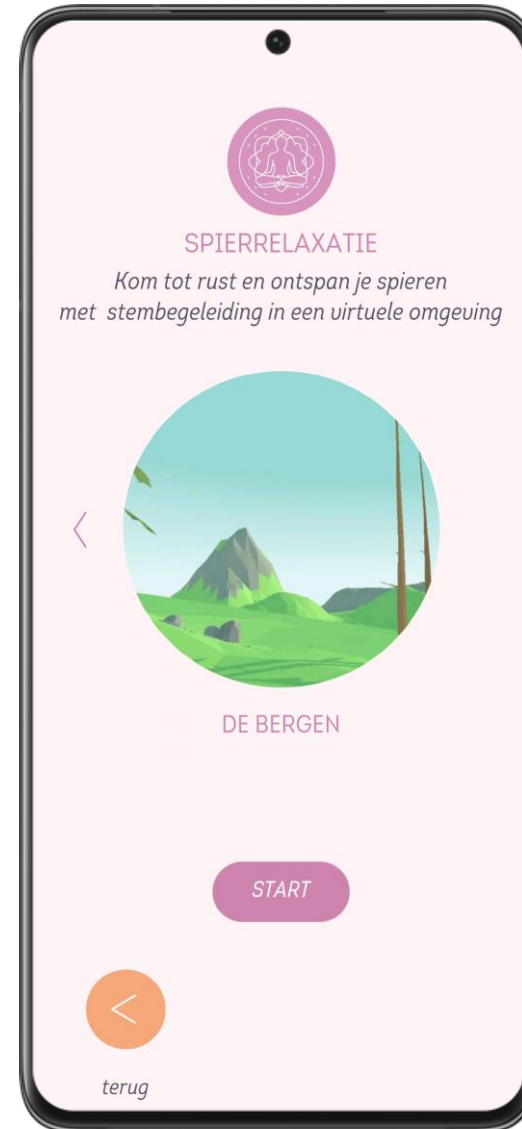 SPIERRELAXATIE
Kom tot rust en ontspan je spieren
met stembegeleiding in een virtuele omgeving
DE BERGEN
START
terug